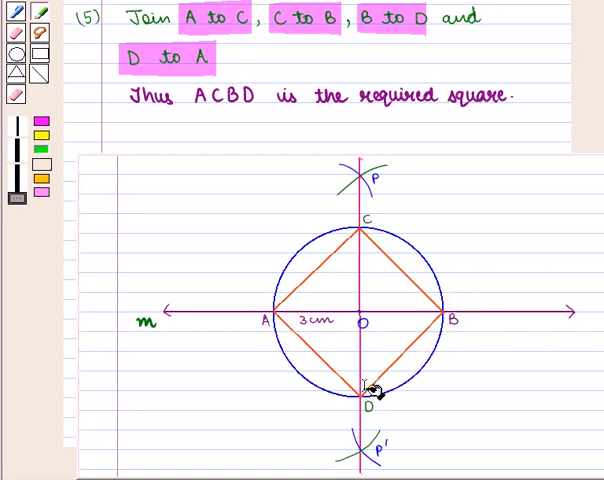 (5) Join A to C, C to B, B to D and
D to A
Thus ACBD is the required square.
P
C
m A 3cm O B
D
P'